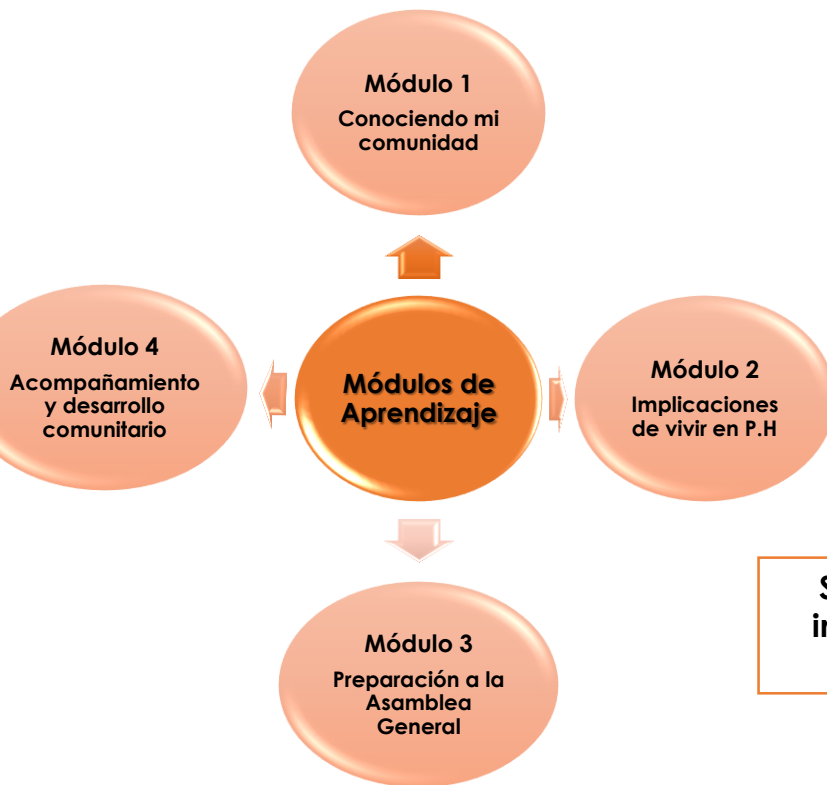 Módulo 1
Conociendo mi
comunidad
Módulo 4
Acompañamiento
y desarrollo
comunitario
Módulos de
Aprendizaje
Módulo 2
Implicaciones
de vivir en P.H
Módulo 3
Preparación a la
Asamblea
General